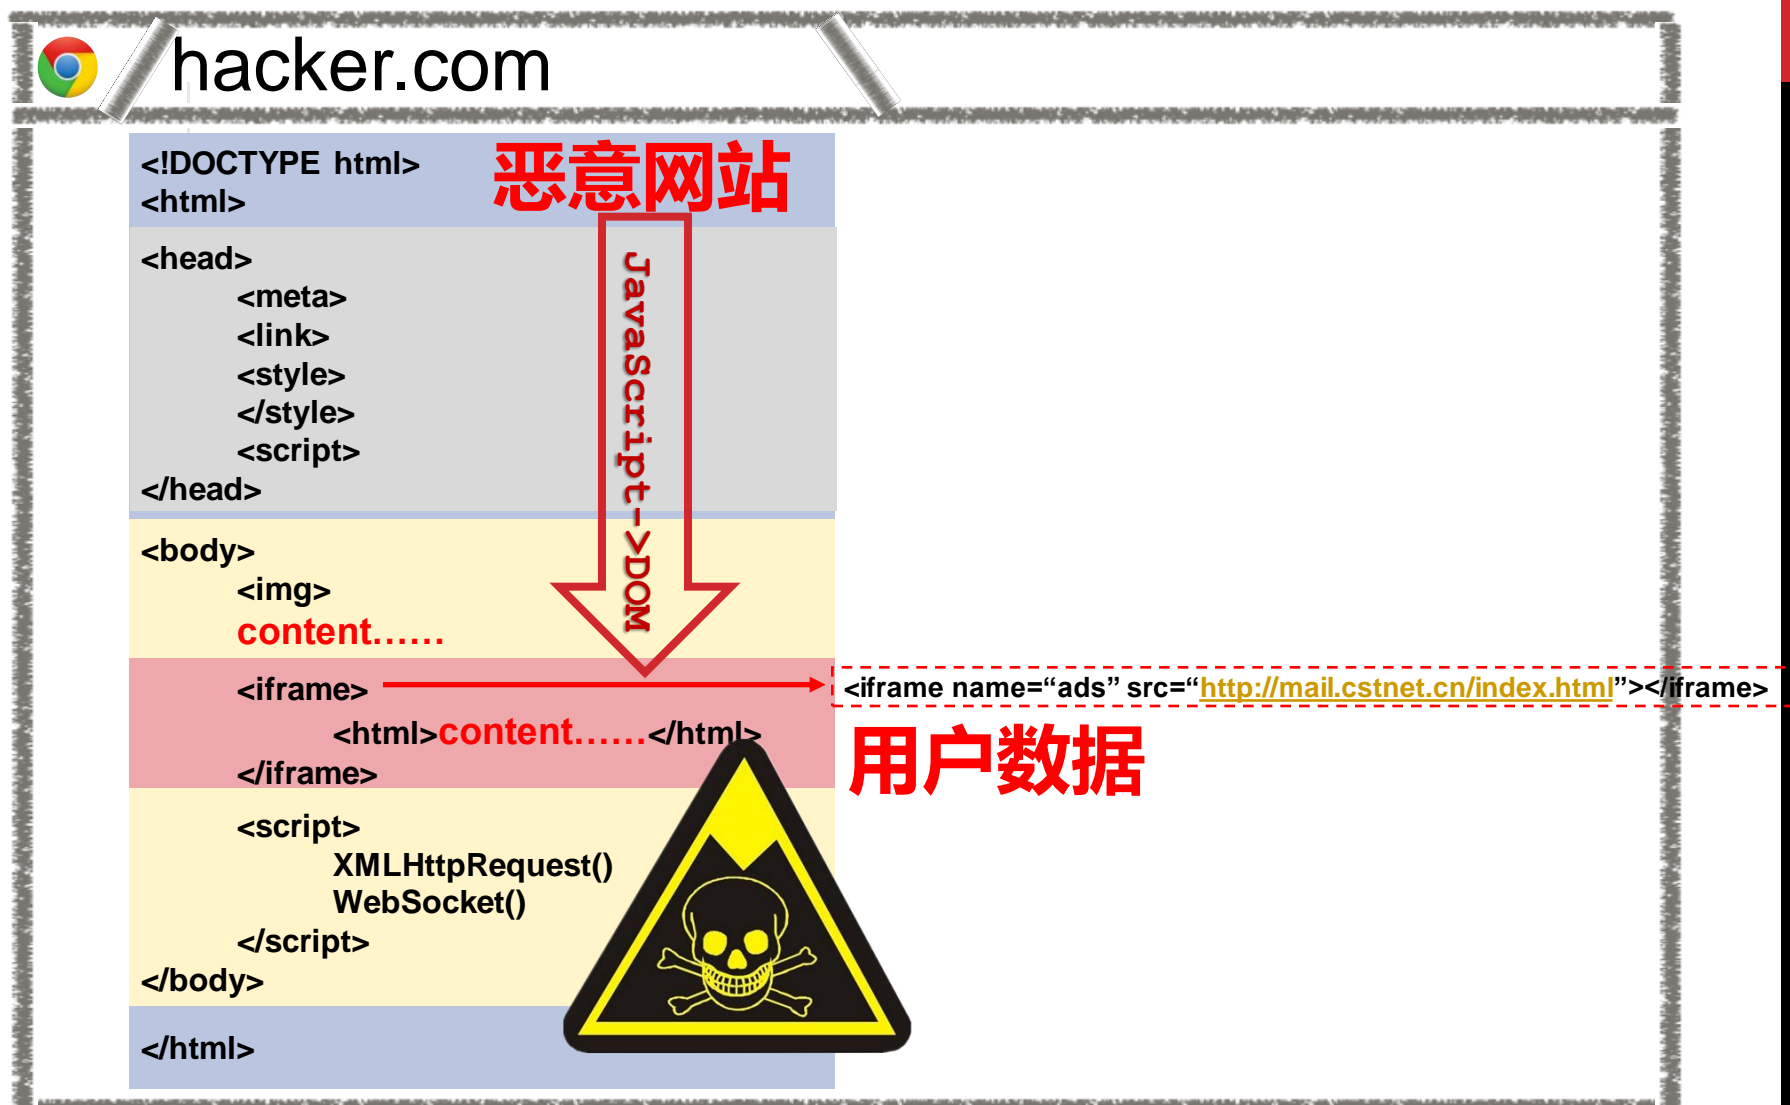 hacker.com
<!DOCTYPE html>
恶意网站
<html>
<head>
<meta>
<link>
<style>
</style>
<script>
</head>
JavaScript->DOM
<body>
<img>
content……
<iframe>
<iframe name=“ads” src=“http://mail.cstnet.cn/index.html”></iframe>
<html>content……</html>
用户数据
</iframe>
<script>
XMLHttpRequest()
WebSocket()
</script>
</body>
</html>